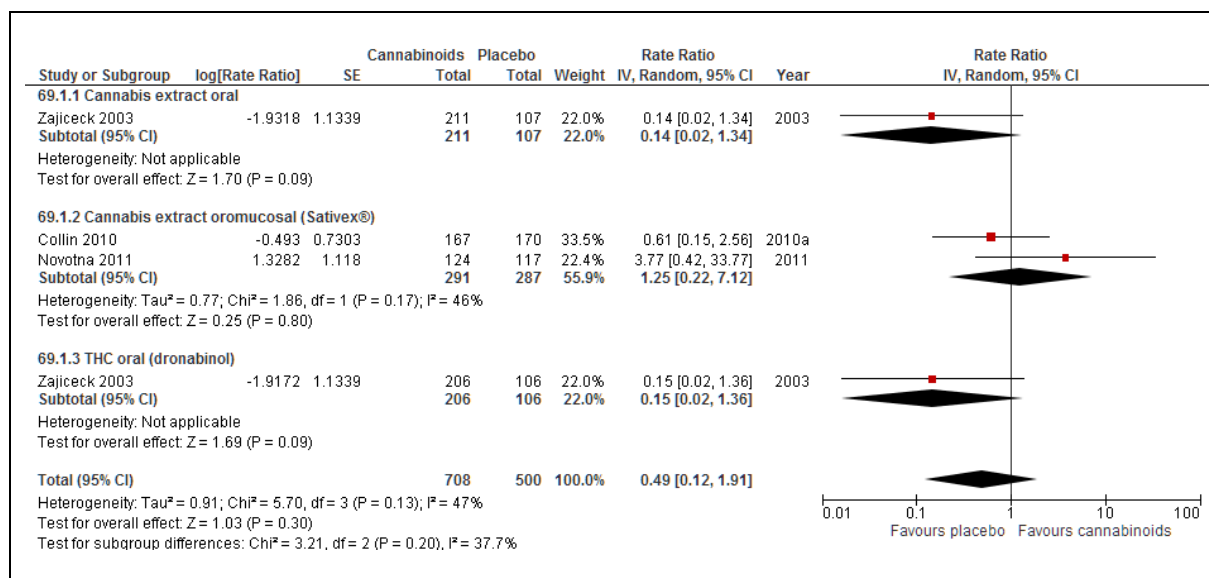 Cannabinoids Placebo Rate Ratio Rate Ratio
Study or Subgroup log[Rate Ratio] SE Total Total Weight IV, Random, 95% CI Year IV, Random, 95% CI
69.1.1 Cannabis extract oral
Zajiceck 2003 -1.9318 1.1339 211 107 22.0% 0.14 [0.02, 1.34] 2003
Subtotal (95% CI) 211 107 22.0% 0.14 [0.02, 1.34]
Heterogeneity: Not applicable
Test for overall effect: Z = 1.70 (P = 0.09)
69.1.2 Cannabis extract oromucosal (Sativex®)
Collin 2010 -0.493 0.7303 167 170 33.5% 0.61 [0.15, 2.56] 2010a
Novotna 2011 1.3282 1.118 124 117 22.4% 3.77 [0.42, 33.77] 2011
Subtotal (95% CI) 291 287 55.9% 1.25 [0.22, 7.12]
Heterogeneity: Tau² = 0.77; Chi² = 1.86, df = 1 (P = 0.17); I² = 46%
Test for overall effect: Z = 0.25 (P = 0.80)
69.1.3 THC oral (dronabinol)
Zajiceck 2003 -1.9172 1.1339 206 106 22.0% 0.15 [0.02, 1.36] 2003
Subtotal (95% CI) 206 106 22.0% 0.15 [0.02, 1.36]
Heterogeneity: Not applicable
Test for overall effect: Z = 1.69 (P = 0.09)
Total (95% CI) 708 500 100.0% 0.49 [0.12, 1.91]
Heterogeneity: Tau² = 0.91; Chi² = 5.70, df = 3 (P = 0.13); I² = 47%
Test for overall effect: Z = 1.03 (P = 0.30)
Test for subgroup differences: Chi² = 3.21, df = 2 (P = 0.20), I² = 37.7%
0.01 0.1 1 10 100
Favours placebo Favours cannabinoids